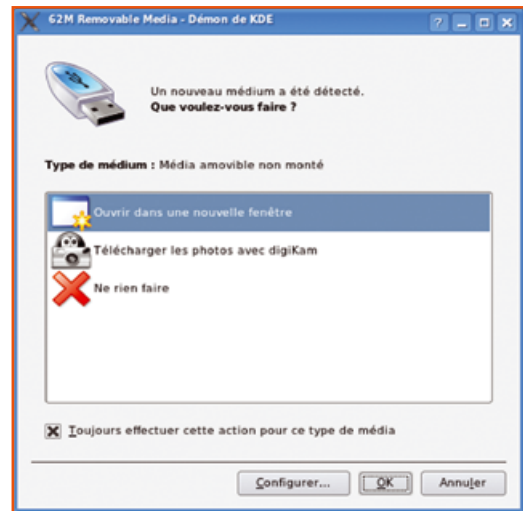 62M Removable Media - Démon de KDE
Un nouveau médium a été détecté.
Que voulez-vous faire ?
Type de médium : Média amovible non monté
Ouvrir dans une nouvelle fenêtre
Télécharger les photos avec digiKam
Ne rien faire
Toujours effectuer cette action pour ce type de média
Configurer... OK Annuler